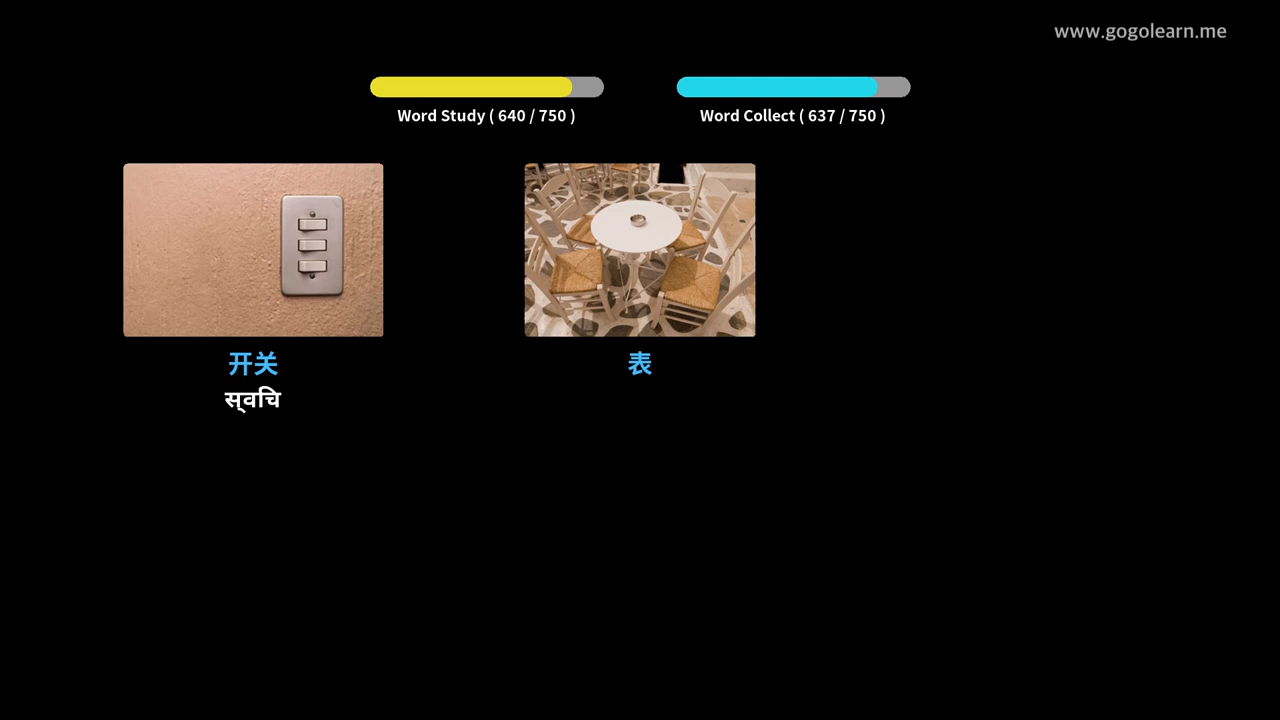 www.gogolearn.me
Word Study ( 640 / 750 )
Word Collect ( 637 / 750 )
开关
स्वचि
表